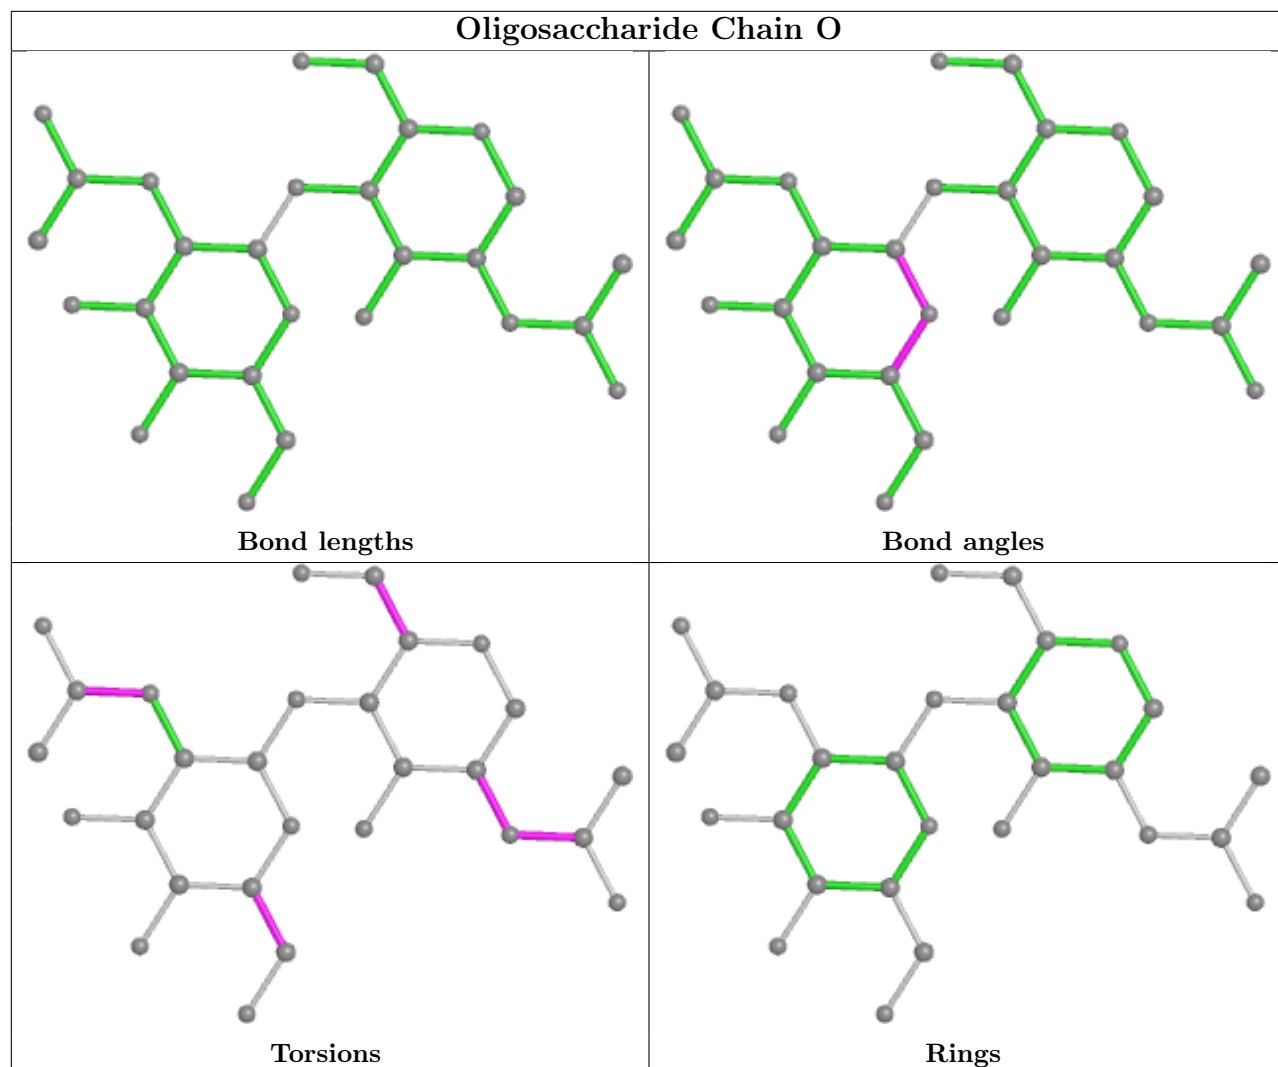 Oligosaccharide Chain O
Bond lengths
Bond angles
Torsions
Rings